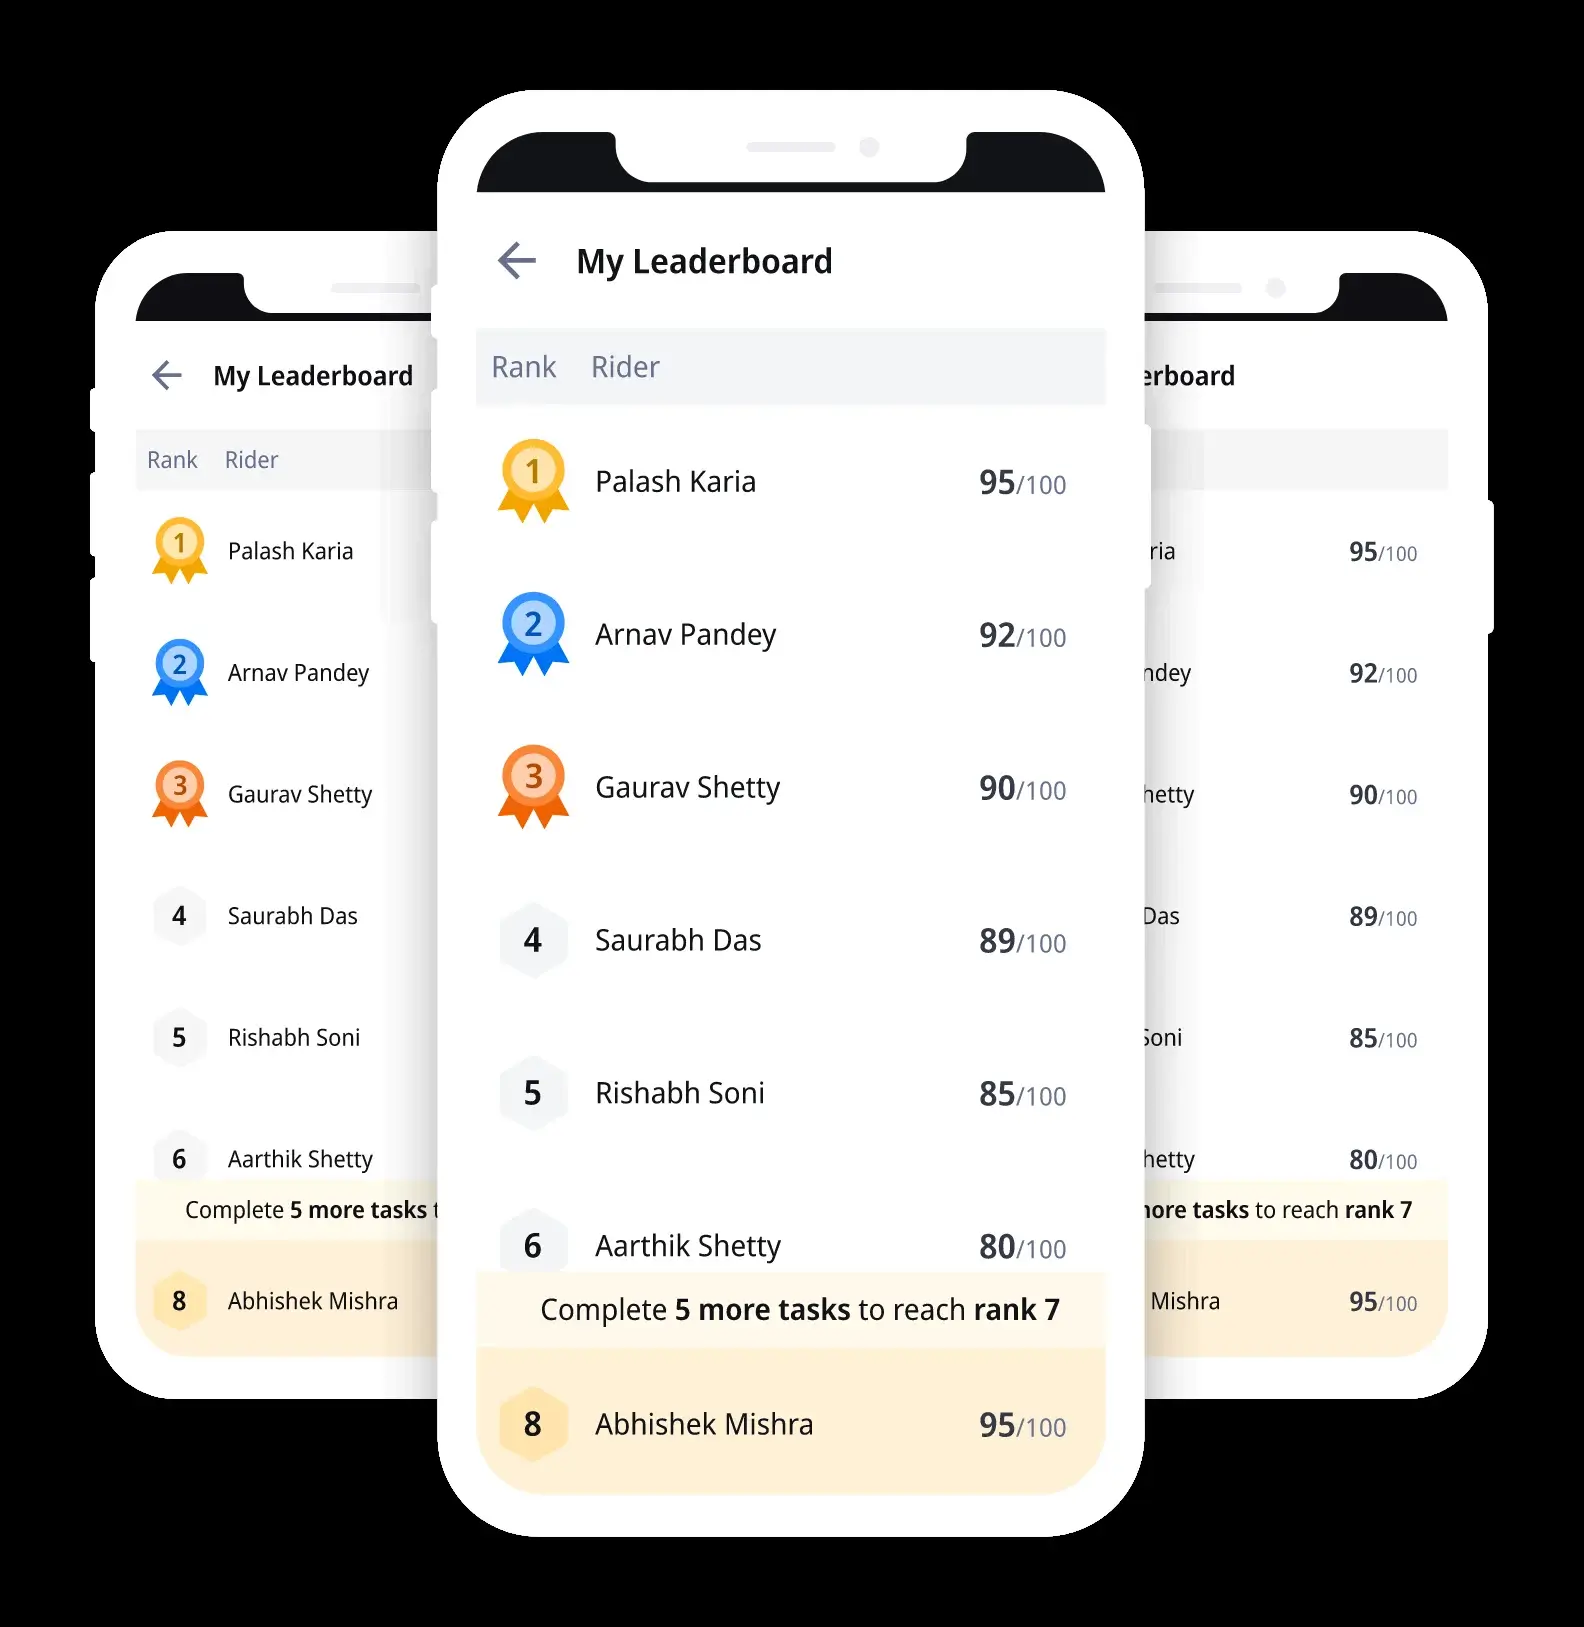 My Leaderboard
Rank Rider
1 Palash Karia 95/100
2 Arnav Pandey 92/100
3 Gaurav Shetty 90/100
4 Saurabh Das 89/100
5 Rishabh Soni 85/100
6 Aarthik Shetty 80/100
Complete 5 more tasks to reach rank 7
8 Abhishek Mishra 95/100
My Leaderboard
Rank Rider
1 Palash Karia
2 Arnav Pandey
3 Gaurav Shetty
4 Saurabh Das
5 Rishabh Soni
6 Aarthik Shetty
Complete 5 more tasks t
8 Abhishek Mishra
erboard
ria 95/100
ndey 92/100
hetty 90/100
Das 89/100
Soni 85/100
hetty 80/100
more tasks to reach rank 7
Mishra 95/100